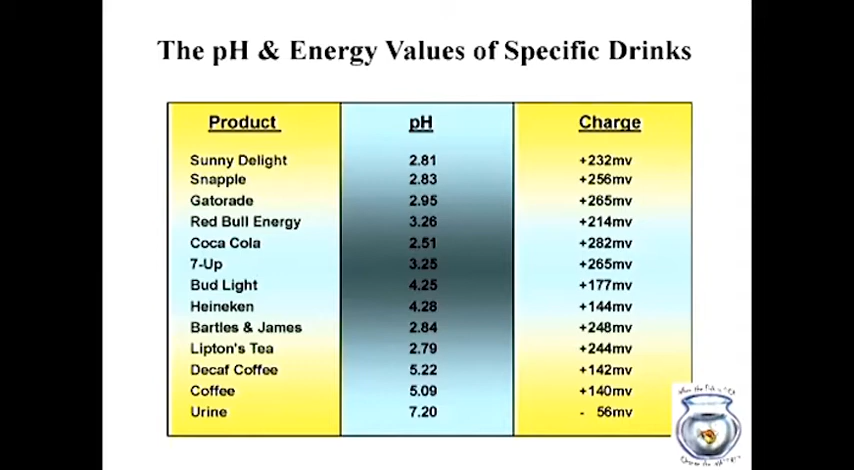 The pH & Energy Values of Specific Drinks
Product pH Charge
Sunny Delight 2.81 +232mv
Snapple 2.83 +256mv
Gatorade 2.95 +265mv
Red Bull Energy 3.26 +214mv
Coca Cola 2.51 +282mv
7-Up 3.25 +265mv
Bud Light 4.25 +177mv
Heineken 4.28 +144mv
Bartles & James 2.84 +248mv
Lipton's Tea 2.79 +244mv
Decaf Coffee 5.22 +142mv
Coffee 5.09 +140mv
Urine 7.20 - 56mv